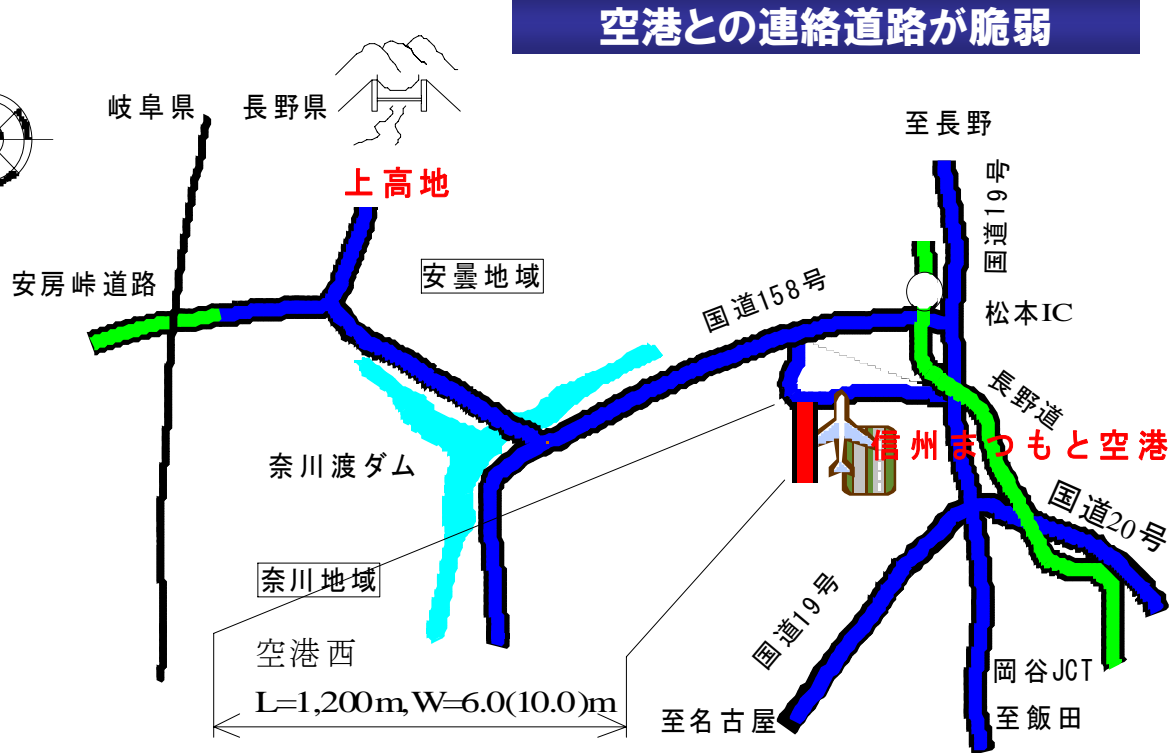 空港との連絡道路が脆弱
岐阜県
長野県
至長野
上高地
国道19号
安房峠道路
安曇地域
国道158号
松本IC
長野道
信州まつもと空港
奈川渡ダム
国道20号
奈川地域
国道19号
空港西
L=1,200m,W=6.0(10.0)m
岡谷JCT
至名古屋
至飯田